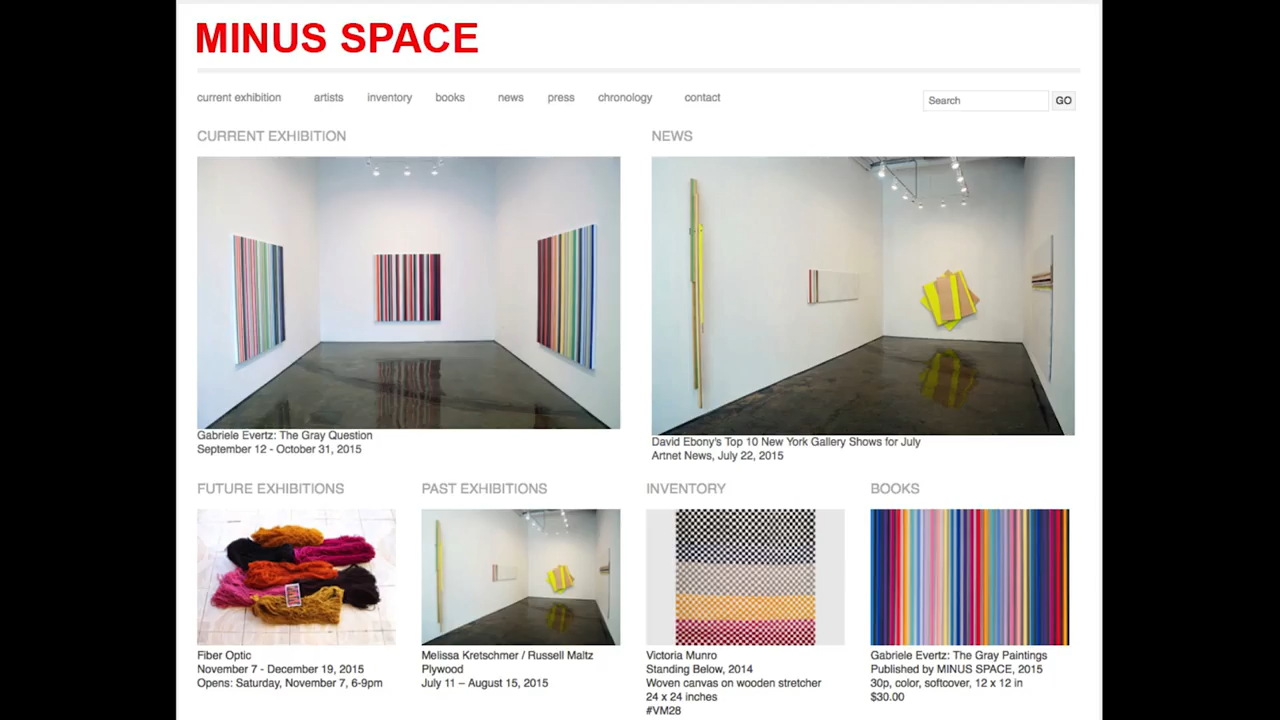 MINUS SPACE
current exhibition artists inventory books news press chronology contact
Search GO
CURRENT EXHIBITION
Gabriele Evertz: The Gray Question
September 12 - October 31, 2015
NEWS
David Ebony's Top 10 New York Gallery Shows for July
Artnet News, July 22, 2015
FUTURE EXHIBITIONS
Fiber Optic
November 7 - December 19, 2015
Opens: Saturday, November 7, 6-9pm
PAST EXHIBITIONS
Melissa Kretschmer / Russell Maltz
Plywood
July 11 – August 15, 2015
INVENTORY
Victoria Munro
Standing Below, 2014
Woven canvas on wooden stretcher
24 x 24 inches
#VM28
BOOKS
Gabriele Evertz: The Gray Paintings
Published by MINUS SPACE, 2015
30p, color, softcover, 12 x 12 in
$30.00